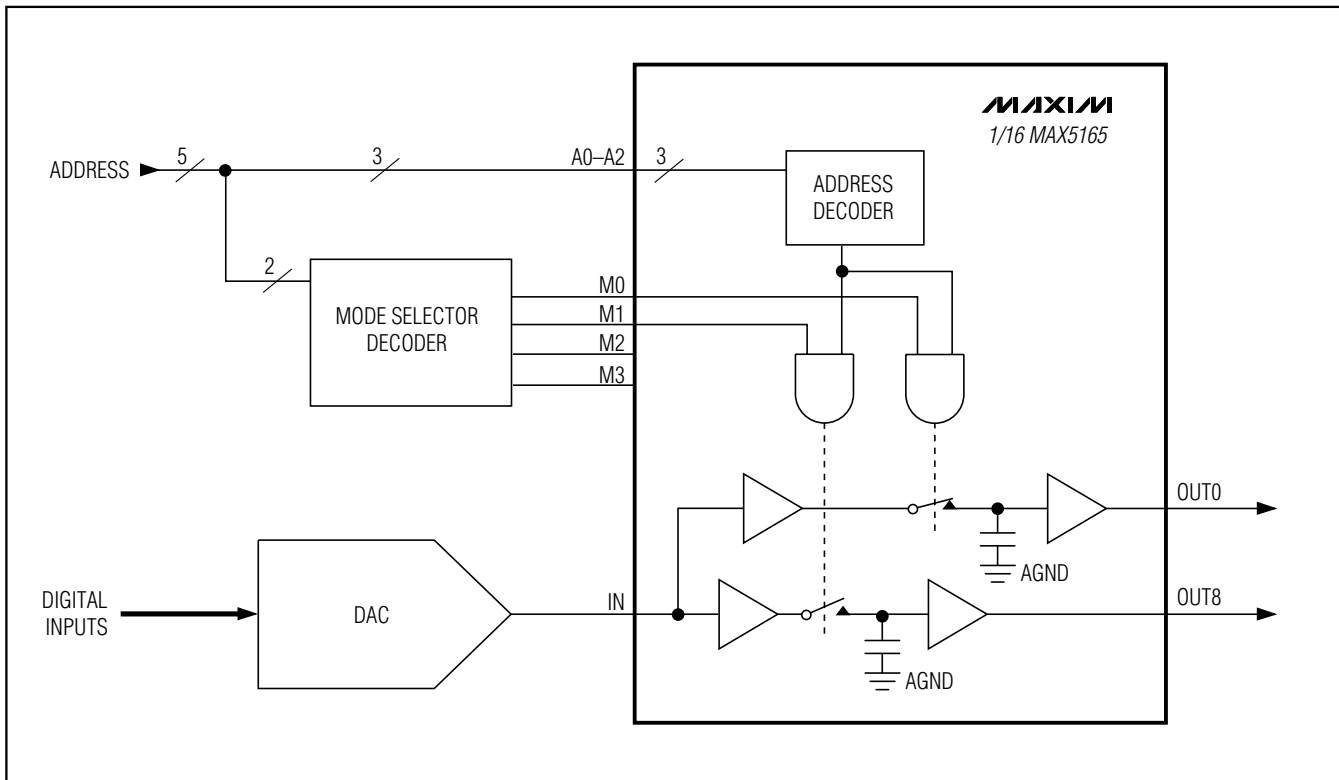 MAXIM
1/16 MAX5165
ADDRESS
5
3
A0–A2
3
ADDRESS
DECODER
2
MODE SELECTOR
DECODER
M0
M1
M2
M3
OUT0
AGND
DIGITAL
INPUTS
DAC
IN
OUT8
AGND